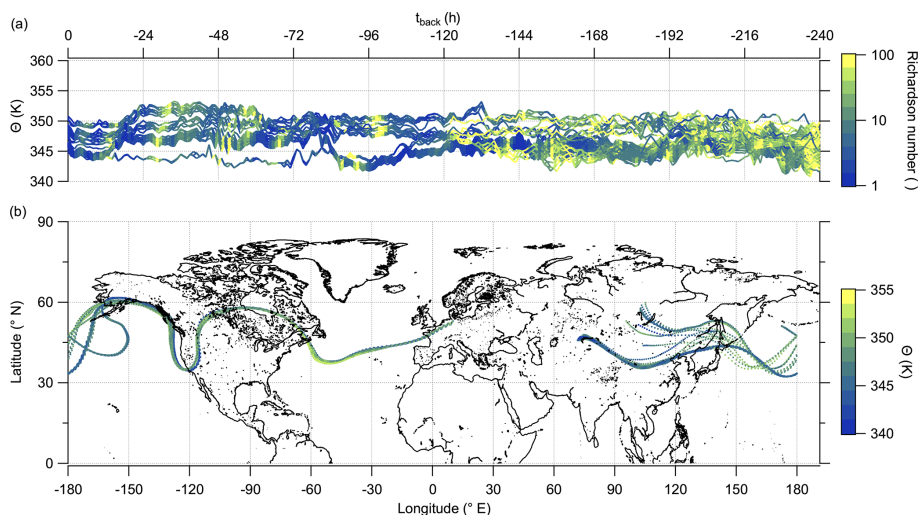 (a)
t_back (h)
0 -24 -48 -72 -96 -120 -144 -168 -192 -216 -240
360
355
350
345
340
Θ (K)
100
10
1
Richardson number ( )
(b)
90
60
30
0
Latitude (° N)
-180 -150 -120 -90 -60 -30 0 30 60 90 120 150 180
Longitude (° E)
355
350
345
340
Θ (K)